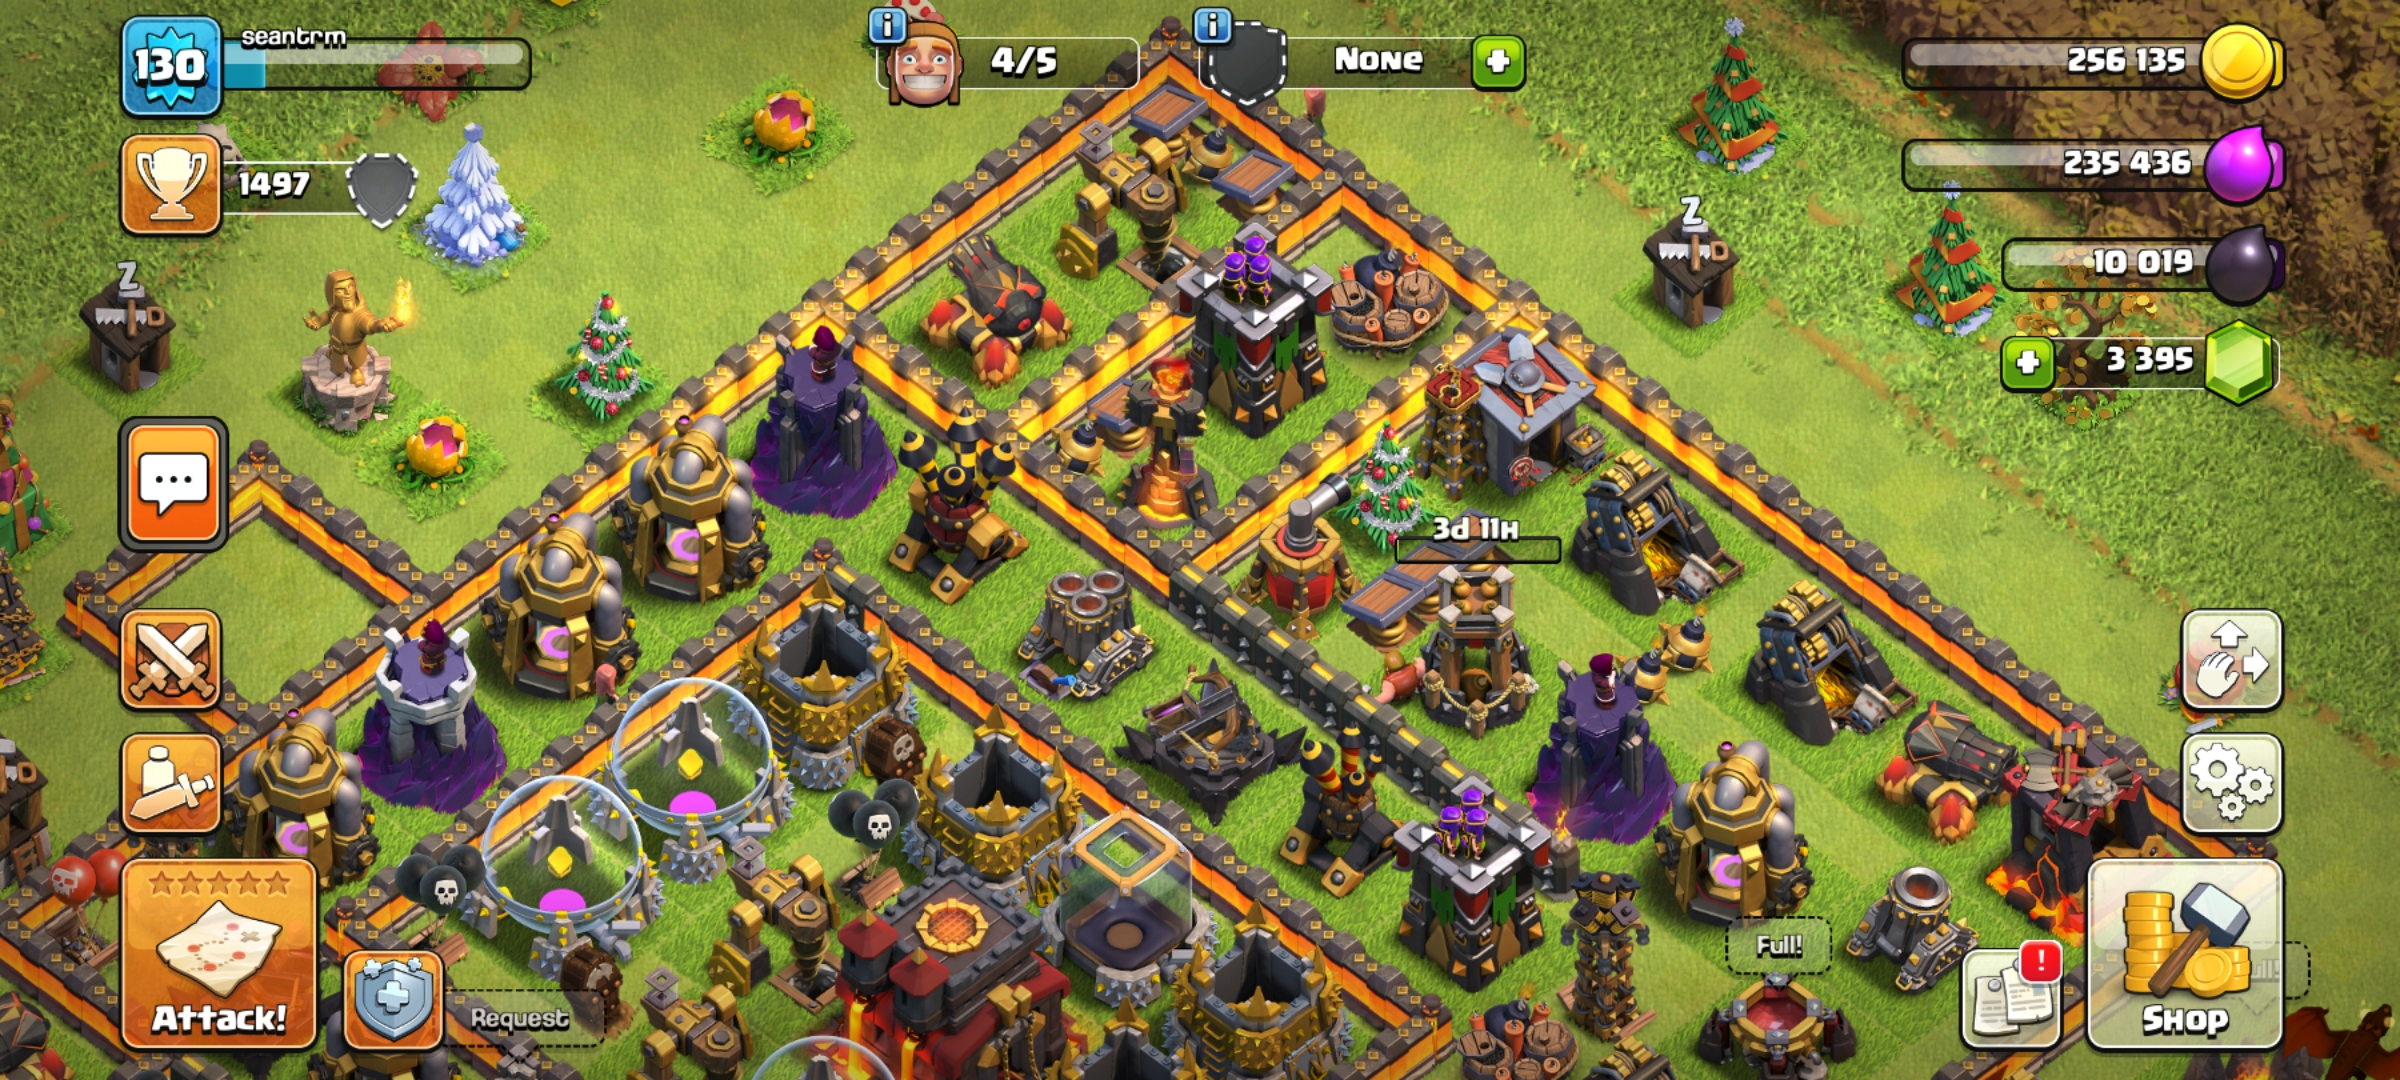 130
seantrm
4/5
None
256 135
1497
235 436
10 019
3 395
Z
Z
3d 11h
Full!
Attack!
Request
Shop